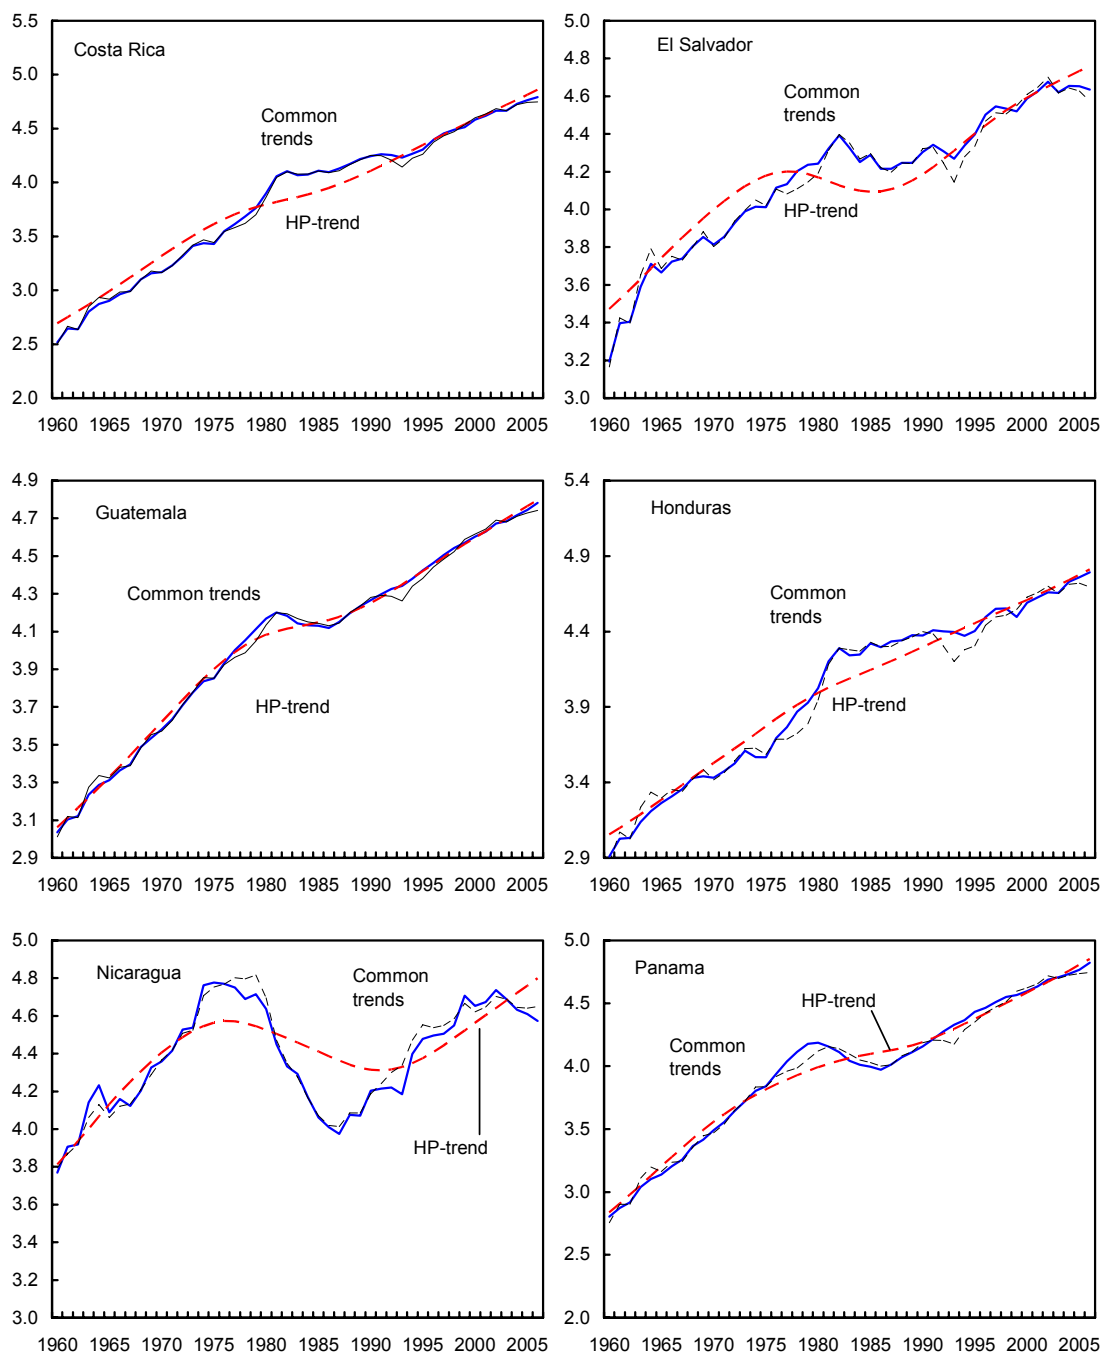 5.5
5.0
4.5
4.0
3.5
3.0
2.5
2.0
Costa Rica
Common
trends
HP-trend
1960 1965 1970 1975 1980 1985 1990 1995 2000 2005
5.0
4.8
4.6
4.4
4.2
4.0
3.8
3.6
3.4
3.2
3.0
El Salvador
Common
trends
HP-trend
1960 1965 1970 1975 1980 1985 1990 1995 2000 2005
4.9
4.7
4.5
4.3
4.1
3.9
3.7
3.5
3.3
3.1
2.9
Guatemala
Common trends
HP-trend
1960 1965 1970 1975 1980 1985 1990 1995 2000 2005
5.4
4.9
4.4
3.9
3.4
2.9
Honduras
Common
trends
HP-trend
1960 1965 1970 1975 1980 1985 1990 1995 2000 2005
5.0
4.8
4.6
4.4
4.2
4.0
3.8
3.6
3.4
3.2
3.0
Nicaragua
Common
trends
HP-trend
1960 1965 1970 1975 1980 1985 1990 1995 2000 2005
5.0
4.5
4.0
3.5
3.0
2.5
2.0
Panama
HP-trend
Common
trends
1960 1965 1970 1975 1980 1985 1990 1995 2000 2005